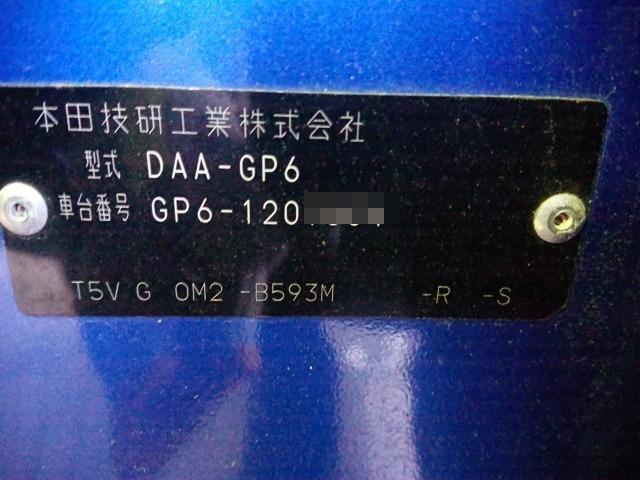 本田技研工業株式会社
型式 DAA-GP6
車台番号 GP6-120
T5V G 0M2 -B593M -R -S